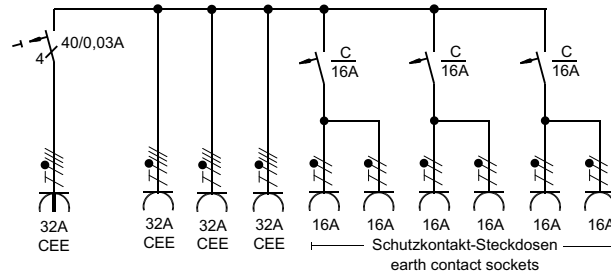 40/0,03A
4
C
16A
C
16A
C
16A
32A
CEE
32A
CEE
32A
CEE
32A
CEE
16A
16A
16A
16A
16A
16A
Schutzkontakt-Steckdosen
earth contact sockets